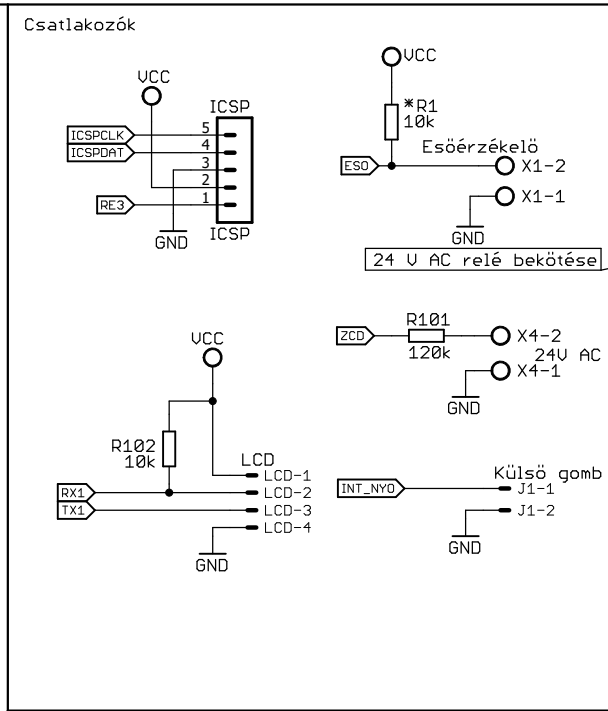 Csatlakozók
VCC
ICSP
ICSPCLK
5
ICSPDAT
4
3
2
RE3
1
GND
ICSP
VCC
*R1
10k
Esöérzékelö
ESO
X1-2
X1-1
GND
24 V AC relé bekötése
VCC
R102
10k
LCD
LCD-1
RX1
LCD-2
TX1
LCD-3
LCD-4
GND
R101
ZCD
120k
X4-2
24V AC
X4-1
GND
Külsö gomb
INT_NYO
J1-1
J1-2
GND